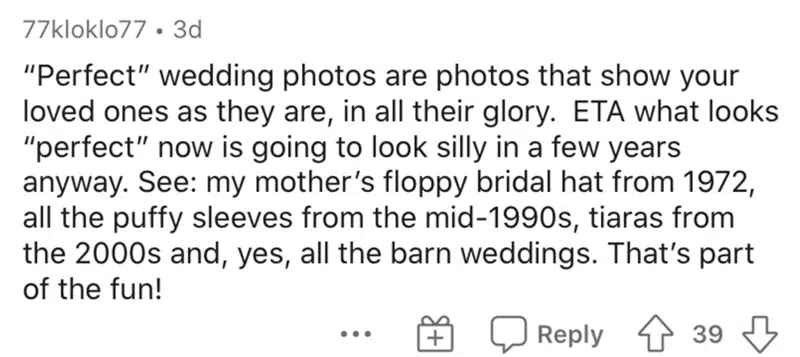 77kloklo77 • 3d
“Perfect” wedding photos are photos that show your
loved ones as they are, in all their glory.  ETA what looks
“perfect” now is going to look silly in a few years
anyway. See: my mother’s floppy bridal hat from 1972,
all the puffy sleeves from the mid-1990s, tiaras from
the 2000s and, yes, all the barn weddings. That’s part
of the fun!
... Reply 39